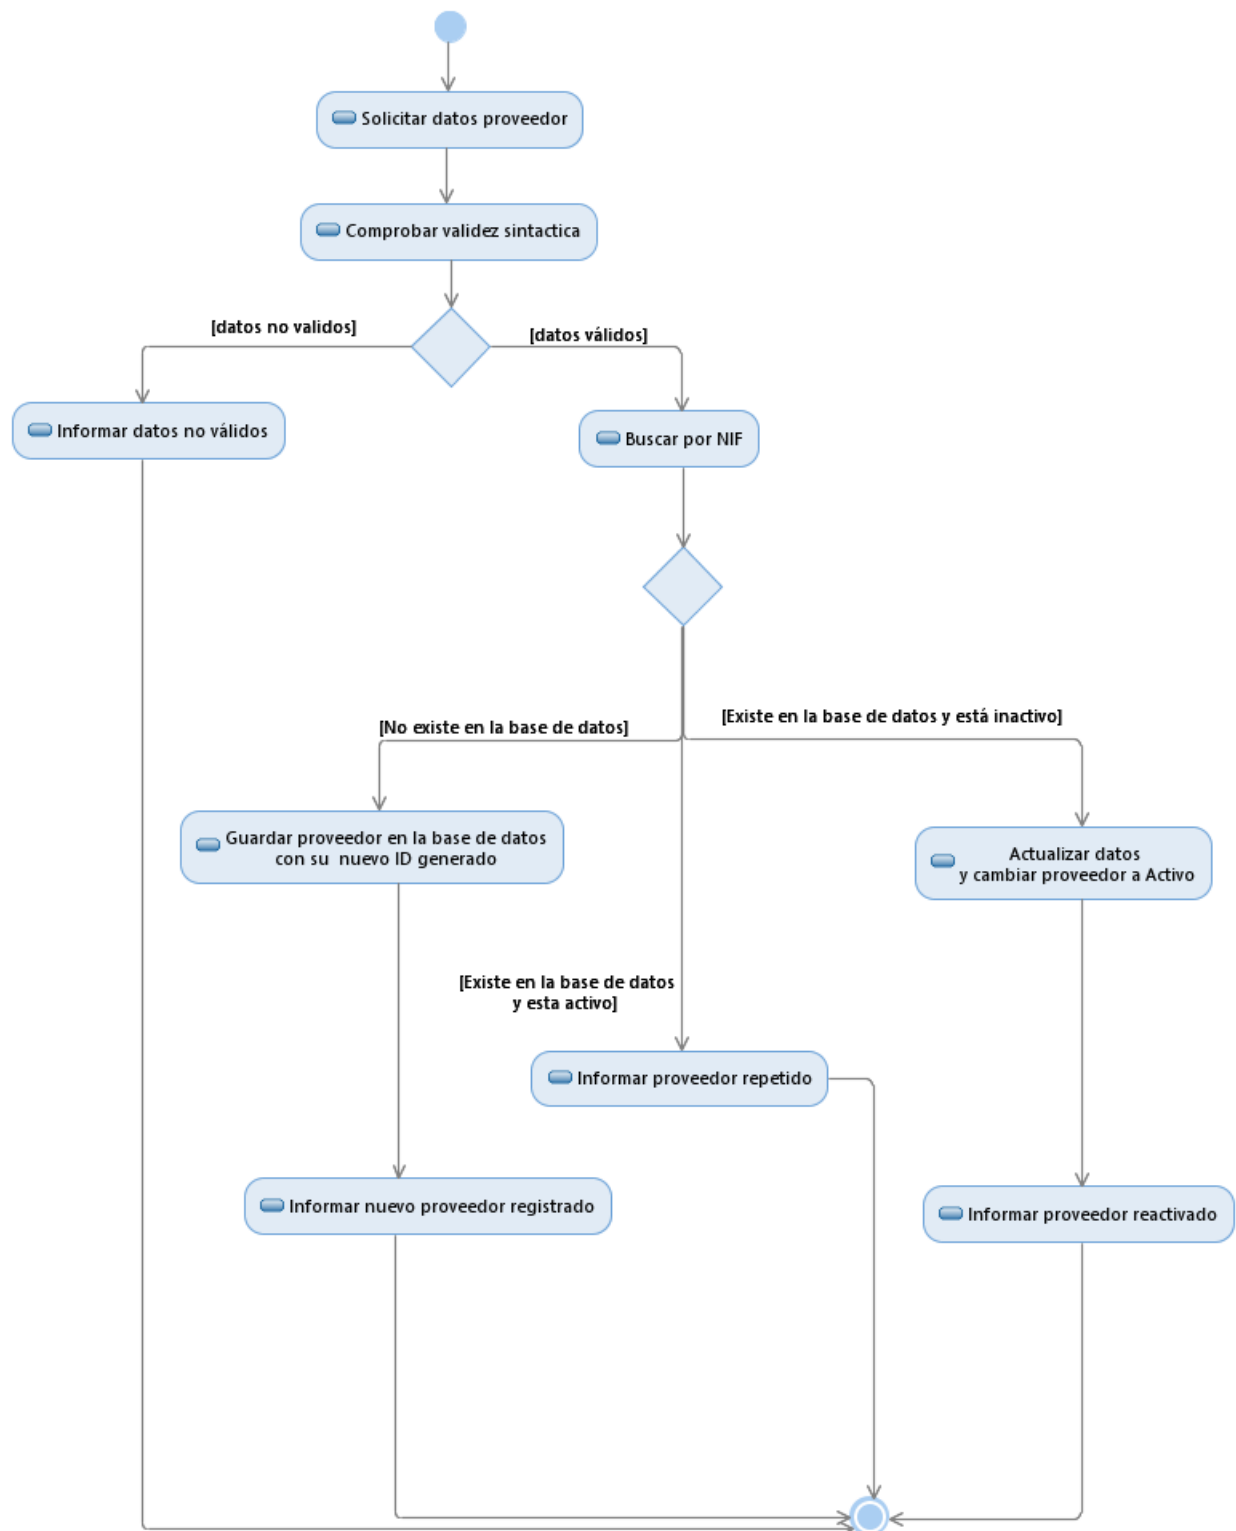 Solicitar datos proveedor
Comprobar validez sintactica
[datos no validos]
[datos válidos]
Informar datos no válidos
Buscar por NIF
[No existe en la base de datos]
[Existe en la base de datos y está inactivo]
Guardar proveedor en la base de datos
con su nuevo ID generado
Actualizar datos
y cambiar proveedor a Activo
[Existe en la base de datos
y esta activo]
Informar proveedor repetido
Informar nuevo proveedor registrado
Informar proveedor reactivado